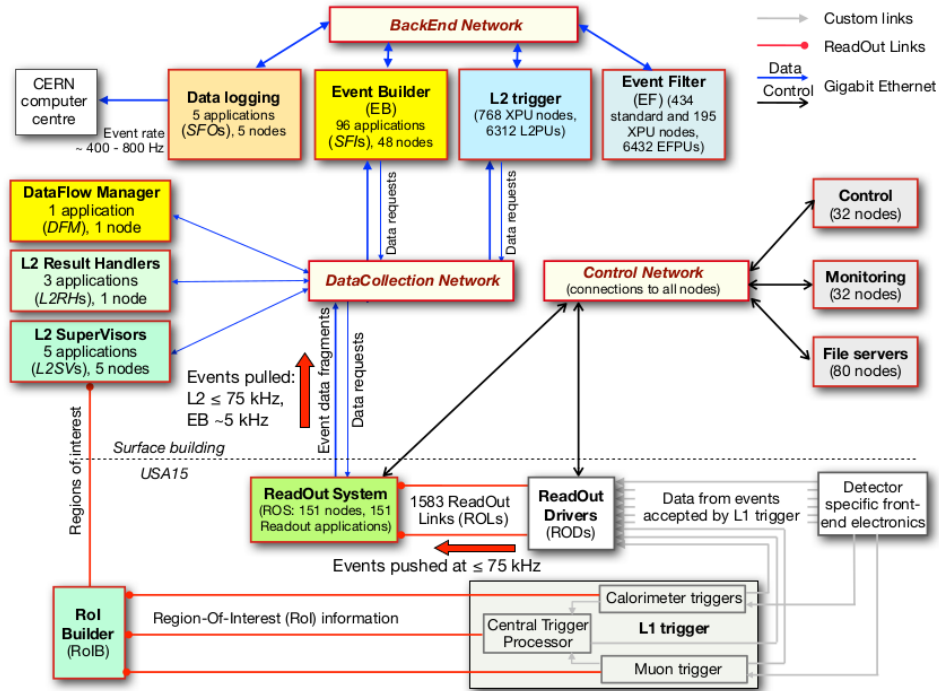 BackEnd Network
Custom links
ReadOut Links
Data
Control
Gigabit Ethernet
CERN
computer
centre
Event rate
~ 400 - 800 Hz
Data logging
5 applications
(SFOs), 5 nodes
Event Builder
(EB)
96 applications
(SFIs), 48 nodes
L2 trigger
(768 XPU nodes,
6312 L2PUs)
Event Filter
(EF) (434
standard and 195
XPU nodes,
6432 EFPUs)
Data requests
Data requests
DataFlow Manager
1 application
(DFM), 1 node
L2 Result Handlers
3 applications
(L2RHs), 1 node
L2 SuperVisors
5 applications
(L2SVs), 5 nodes
DataCollection Network
Control Network
(connections to all nodes)
Control
(32 nodes)
Monitoring
(32 nodes)
File servers
(80 nodes)
Events pulled:
L2 ≤ 75 kHz,
EB ~5 kHz
Event data fragments
Data requests
Regions of interest
Surface building
USA15
ReadOut System
(ROS: 151 nodes, 151
Readout applications)
1583 ReadOut
Links (ROLs)
ReadOut
Drivers
(RODs)
Data from events
accepted by L1 trigger
Detector
specific front-
end electronics
Events pushed at ≤ 75 kHz
RoI
Builder
(RoIB)
Region-Of-Interest (RoI) information
Calorimeter triggers
Central Trigger
Processor
L1 trigger
Muon trigger